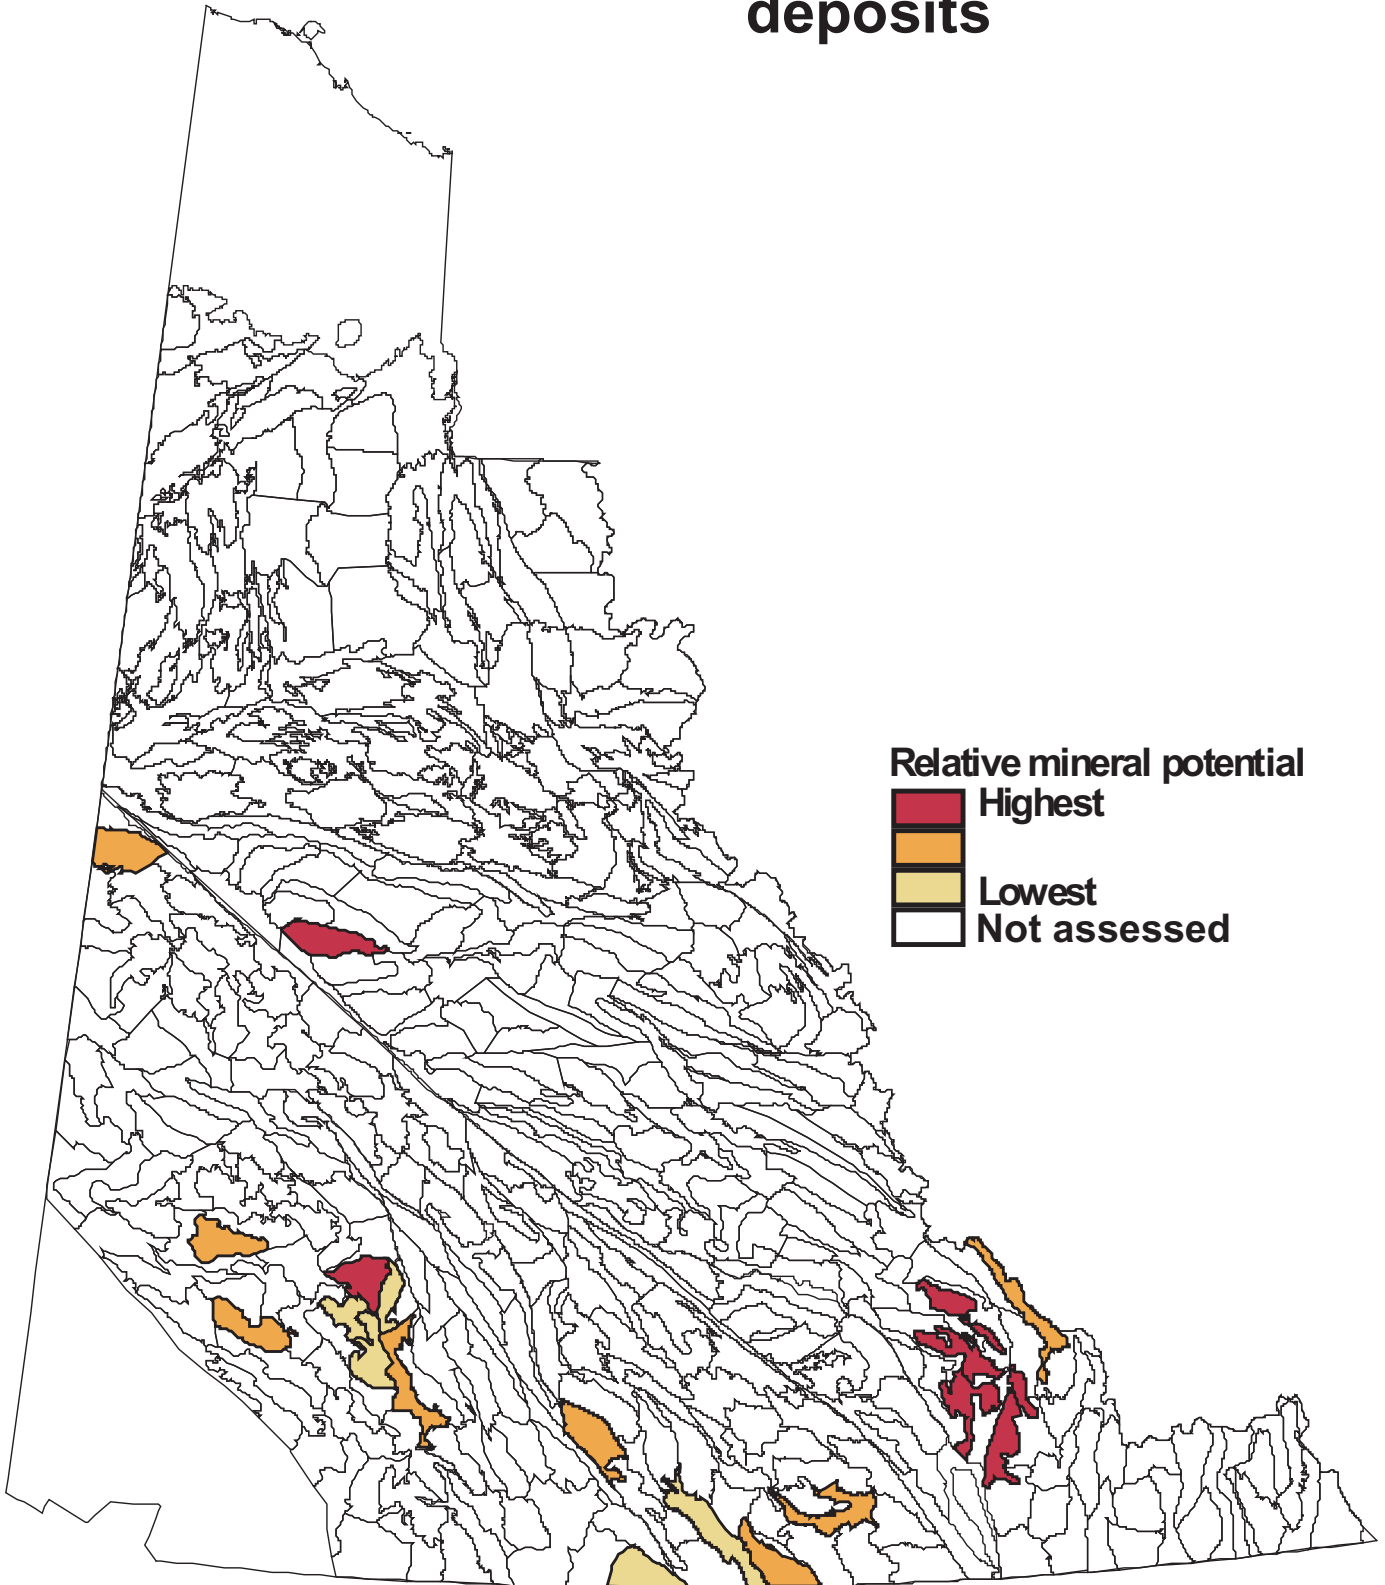 deposits
Relative mineral potential
Highest
Lowest
Not assessed